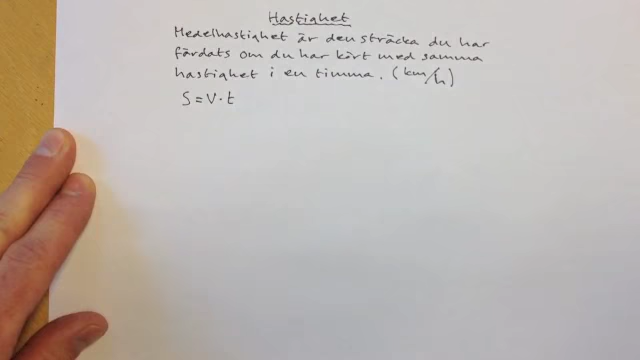 Hastighet
Medelhastighet är den sträcka du har
färdats om du har kört med samma
hastighet i en timma. (km/h)
S=V·t